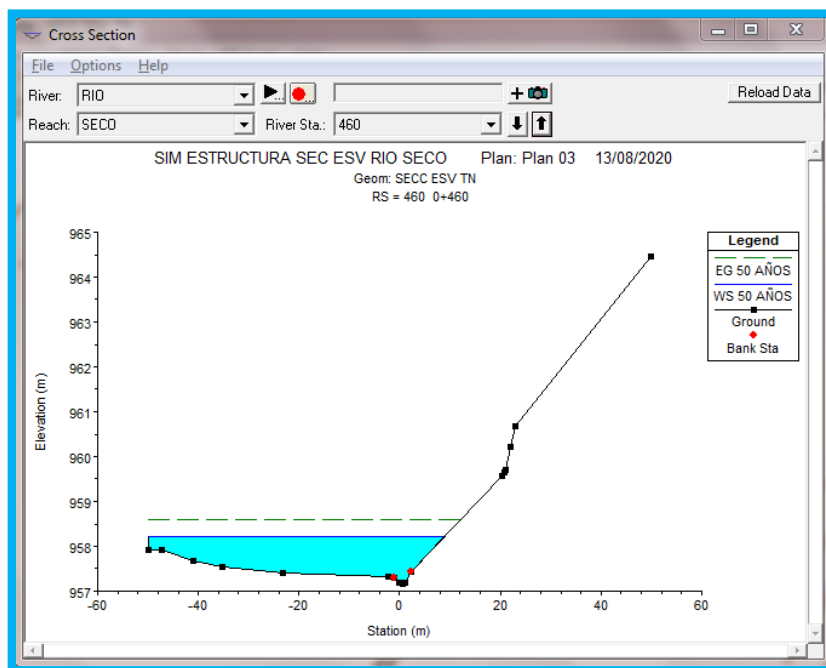 Cross Section
File Options Help
River: RIO
Reload Data
Reach: SECO River Sta.: 460
SIM ESTRUCTURA SEC ESV RIO SECO Plan: Plan 03 13/08/2020
Geom: SECC ESV TN
RS = 460 0+460
Legend
EG 50 AÑOS
WS 50 AÑOS
Ground
Bank Sta
Elevation (m)
965
964
963
962
961
960
959
958
957
-60 -40 -20 0 20 40 60
Station (m)